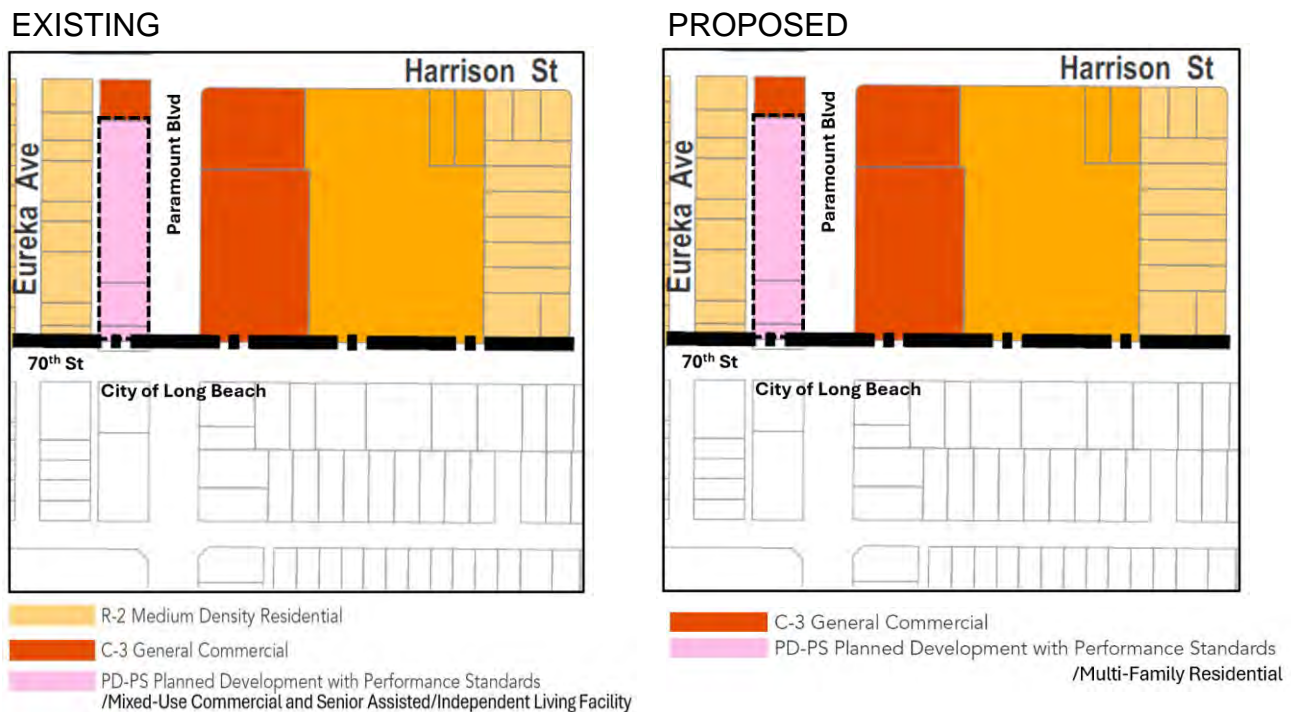 EXISTING
Harrison St
Eureka Ave
Paramount Blvd
70th St
City of Long Beach
R-2 Medium Density Residential
C-3 General Commercial
PD-PS Planned Development with Performance Standards
/Mixed-Use Commercial and Senior Assisted/Independent Living Facility
PROPOSED
Harrison St
Eureka Ave
Paramount Blvd
70th St
City of Long Beach
C-3 General Commercial
PD-PS Planned Development with Performance Standards
/Multi-Family Residential